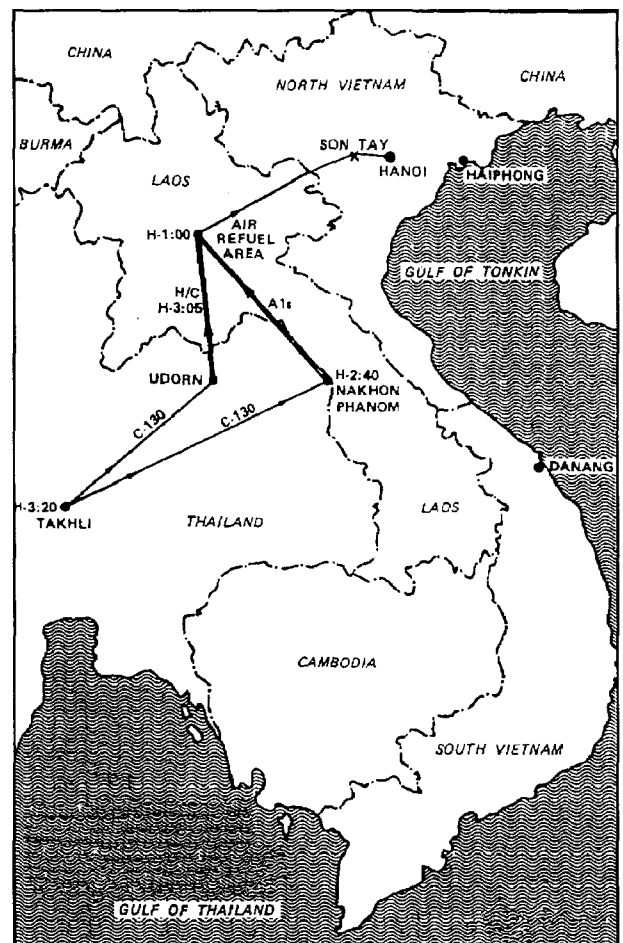 CHINA
NORTH VIETNAM
CHINA
BURMA
SON TAY
HANOI
HAIPHONG
LAOS
H-1:00
AIR
REFUEL
AREA
GULF OF TONKIN
H/C
H-3:05
A1s
UDORN
H-2:40
NAKHON
PHANOM
C-130
C-130
DANANG
H-3:20
TAKHLI
THAILAND
LAOS
CAMBODIA
SOUTH VIETNAM
GULF OF THAILAND